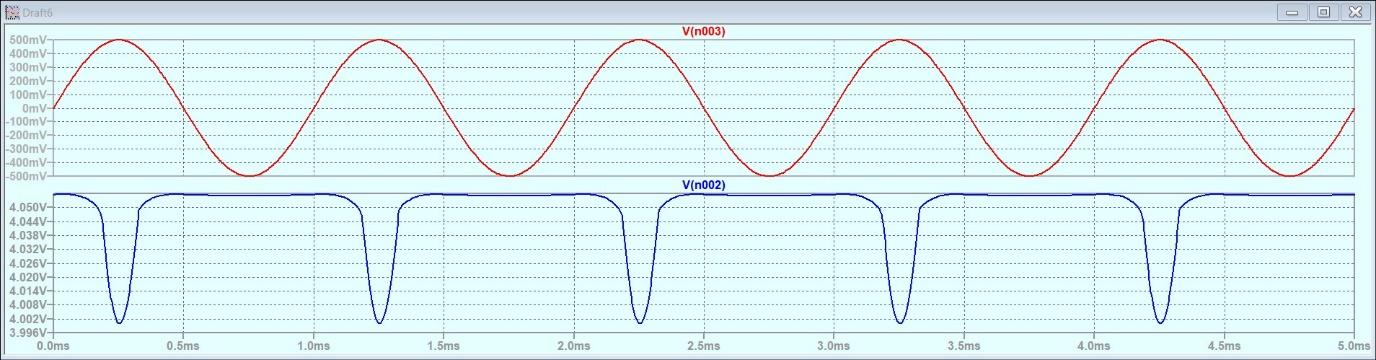 Draft6
V(n003)
500mV
400mV
300mV
200mV
100mV
0mV
-100mV
-200mV
-300mV
-400mV
-500mV
V(n002)
4.050V
4.044V
4.038V
4.032V
4.026V
4.020V
4.014V
4.008V
4.002V
3.996V
0.0ms 0.5ms 1.0ms 1.5ms 2.0ms 2.5ms 3.0ms 3.5ms 4.0ms 4.5ms 5.0ms